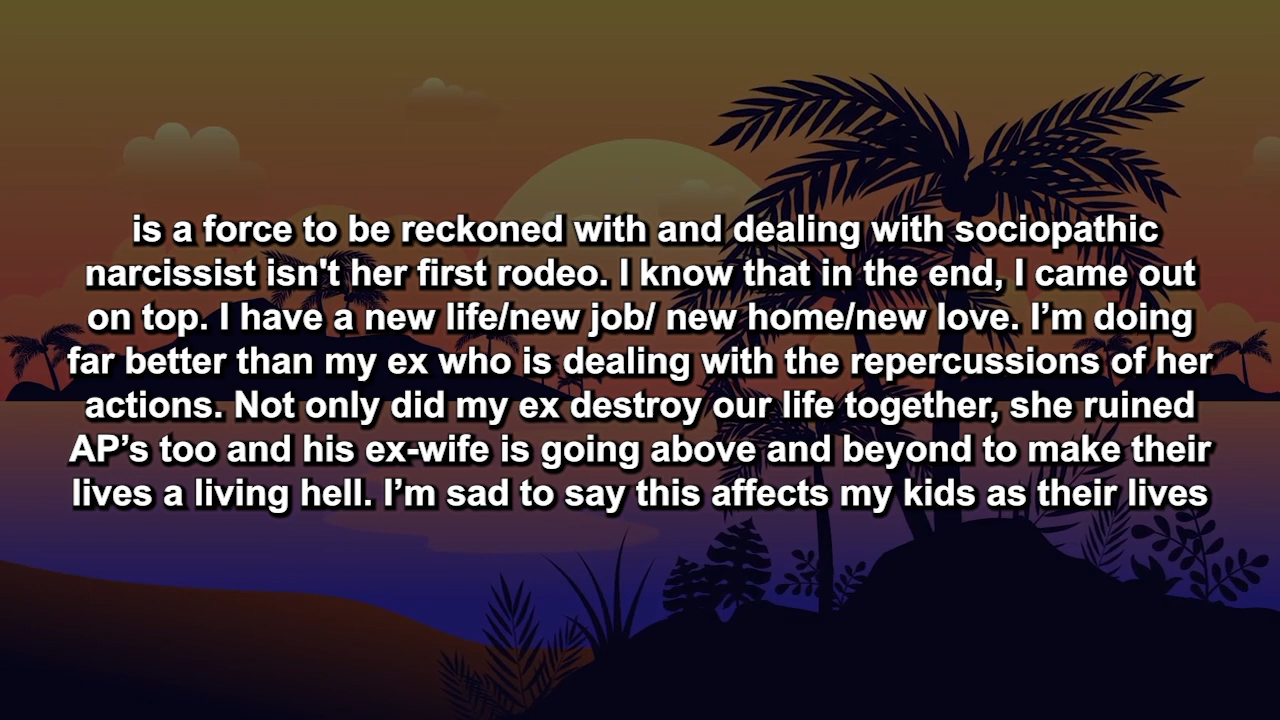 is a force to be reckoned with and dealing with sociopathic
narcissist isn't her first rodeo. I know that in the end, I came out
on top. I have a new life/new job/ new home/new love. I’m doing
far better than my ex who is dealing with the repercussions of her
actions. Not only did my ex destroy our life together, she ruined
AP’s too and his ex-wife is going above and beyond to make their
lives a living hell. I’m sad to say this affects my kids as their lives